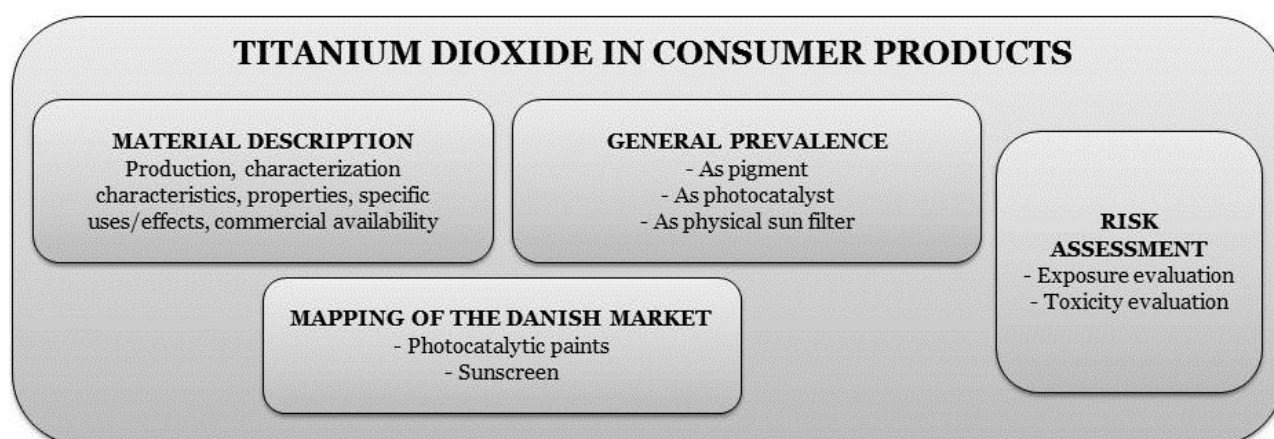 TITANIUM DIOXIDE IN CONSUMER PRODUCTS
MATERIAL DESCRIPTION
Production, characterization
characteristics, properties, specific
uses/effects, commercial availability
GENERAL PREVALENCE
- As pigment
- As photocatalyst
- As physical sun filter
MAPPING OF THE DANISH MARKET
- Photocatalytic paints
- Sunscreen
RISK
ASSESSMENT
- Exposure evaluation
- Toxicity evaluation